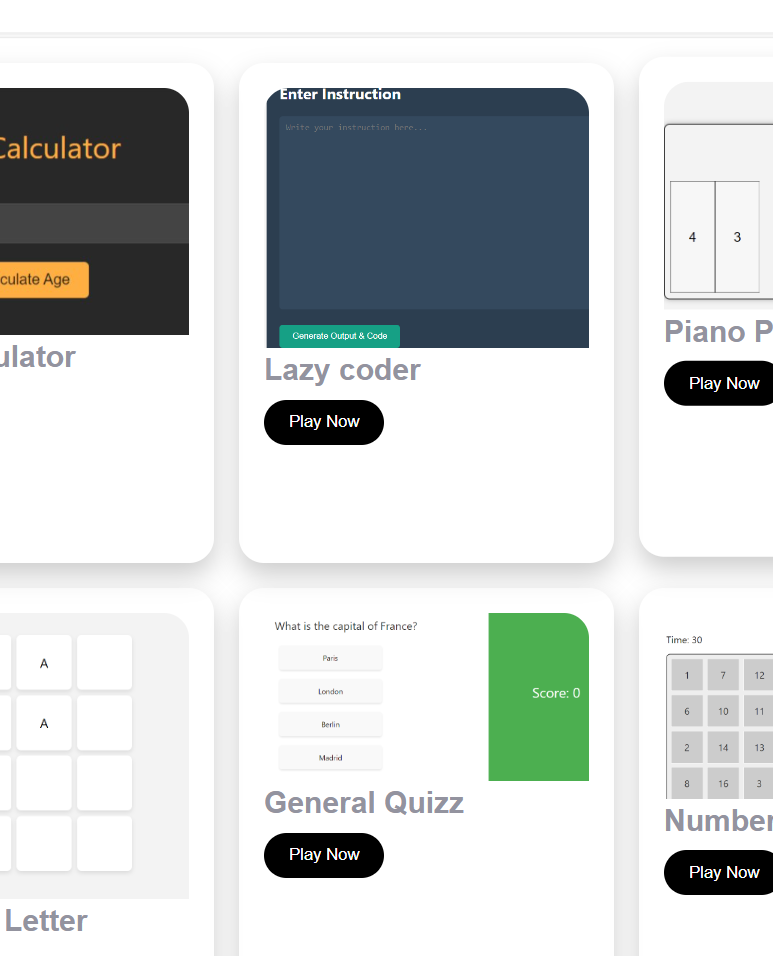 Calculator
culate Age
ulator
Enter Instruction
Write your instruction here...
Generate Output & Code
Lazy coder
Play Now
4
3
Piano P
Play Now
A
A
Letter
What is the capital of France?
Paris
London
Berlin
Madrid
Score: 0
General Quizz
Play Now
Time: 30
1 7 12
6 10 11
2 14 13
8 16 3
Number
Play Now